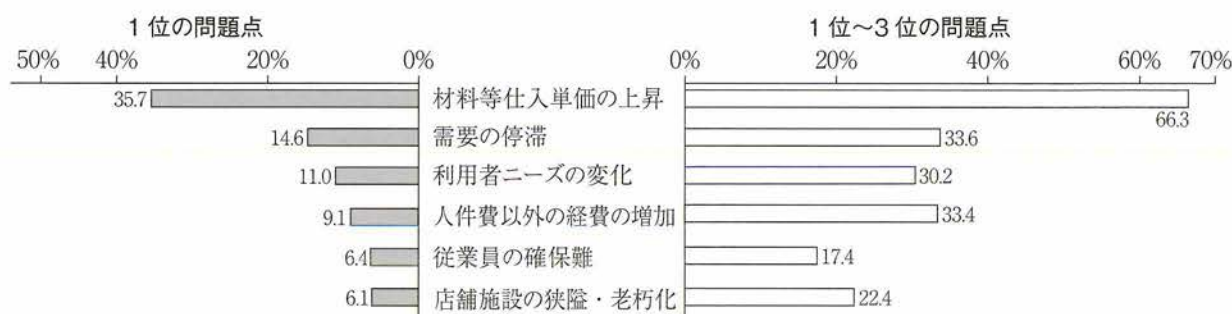 1位の問題点
1位～3位の問題点
50% 40% 20% 0%
0% 20% 40% 60% 70%
35.7 材料等仕入単価の上昇 66.3
14.6 需要の停滞 33.6
11.0 利用者ニーズの変化 30.2
9.1 人件費以外の経費の増加 33.4
6.4 従業員の確保難 17.4
6.1 店舗施設の狭隘・老朽化 22.4